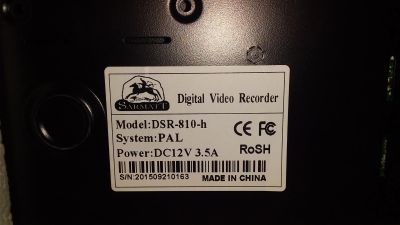 SARMATT
Digital Video Recorder
Model:DSR-810-h
System:PAL
Power:DC12V 3.5A
CE FC
RoSH
S/N:201509210163
MADE IN CHINA